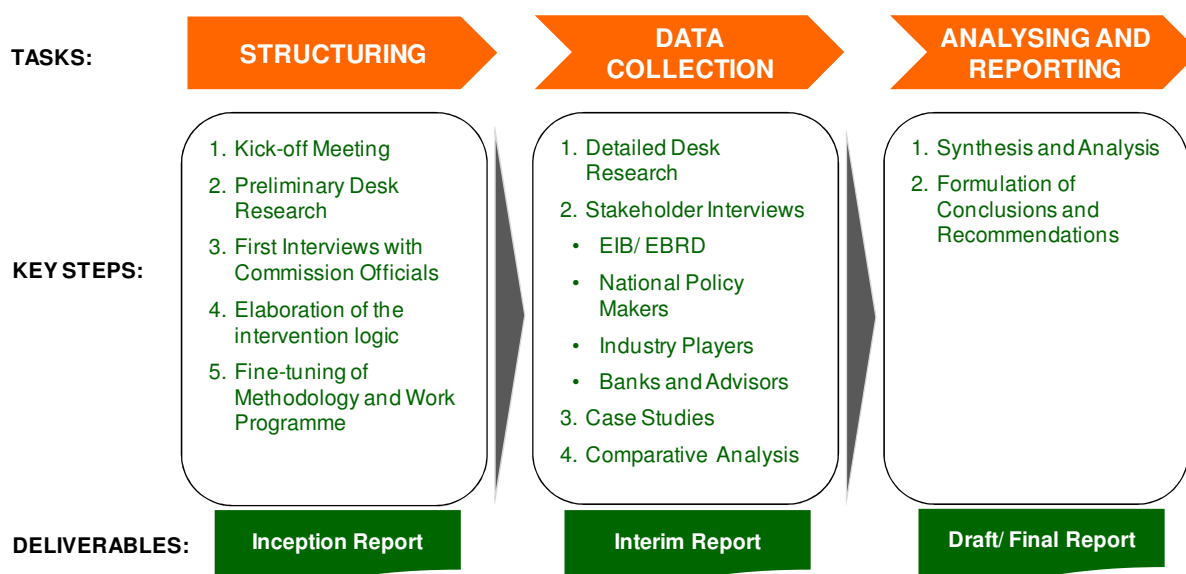 TASKS:
STRUCTURING
DATA
COLLECTION
ANALYSING AND
REPORTING
KEY STEPS:
1. Kick-off Meeting
2. Preliminary Desk
Research
3. First Interviews with
Commission Officials
4. Elaboration of the
intervention logic
5. Fine-tuning of
Methodology and Work
Programme
1. Detailed Desk
Research
2. Stakeholder Interviews
• EIB/ EBRD
• National Policy
Makers
• Industry Players
• Banks and Advisors
3. Case Studies
4. Comparative Analysis
1. Synthesis and Analysis
2. Formulation of
Conclusions and
Recommendations
DELIVERABLES:
Inception Report
Interim Report
Draft/ Final Report